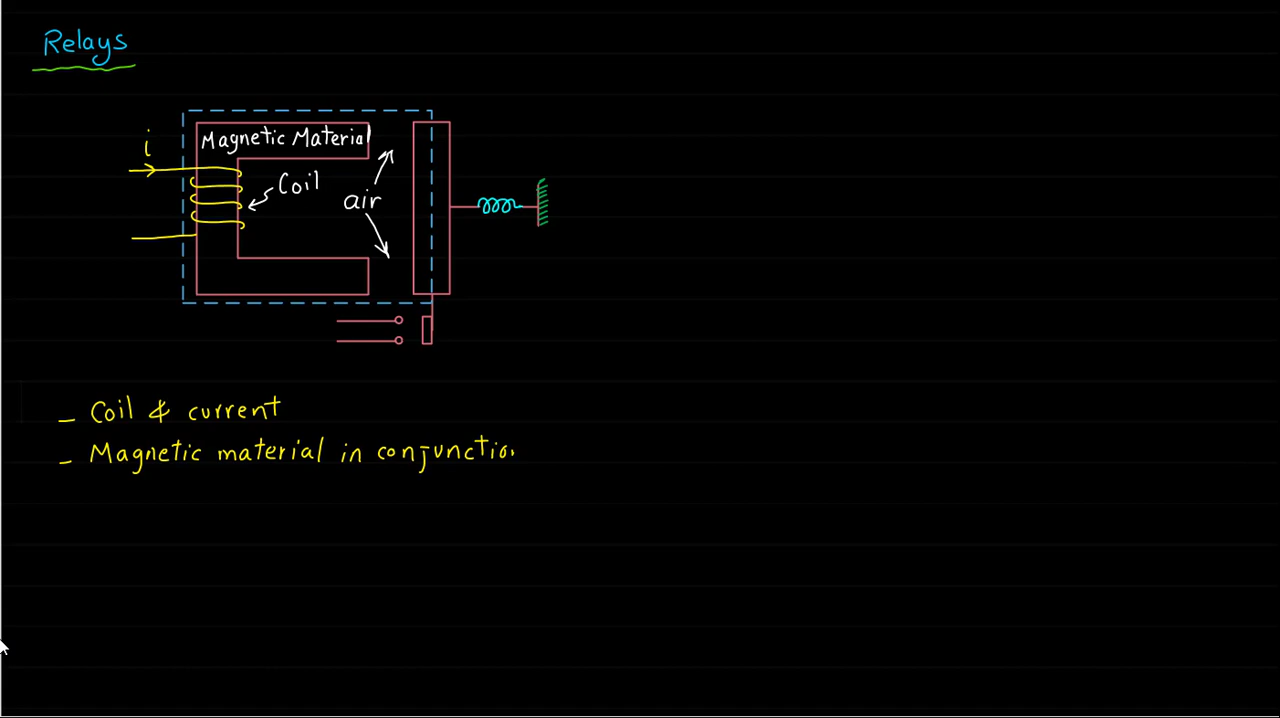 Relays
i
Magnetic Material
Coil
air
- Coil & current
- Magnetic material in conjunctio